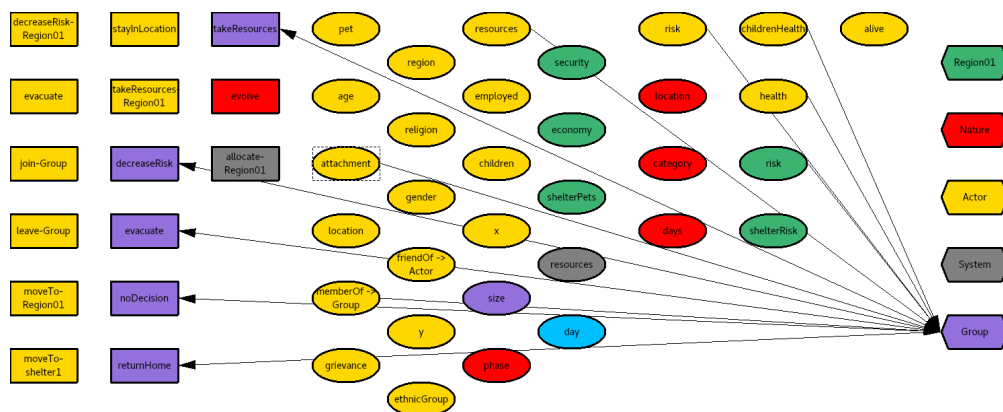 decreaseRisk-
Region01
stayInLocation
takeResources
pet
resources
risk
childrenHealth
alive
region
security
Region01
evacuate
takeResources-
Region01
evolve
age
employed
location
health
religion
economy
Nature
join-Group
decreaseRisk
allocate-
Region01
attachment
children
category
risk
gender
shelterPets
Actor
leave-Group
evacuate
location
x
days
shelterRisk
friendOf ->
Actor
resources
System
moveTo-
Region01
noDecision
memberOf ->
Group
size
y
day
Group
moveTo-
shelter1
returnHome
grievance
phase
ethnicGroup